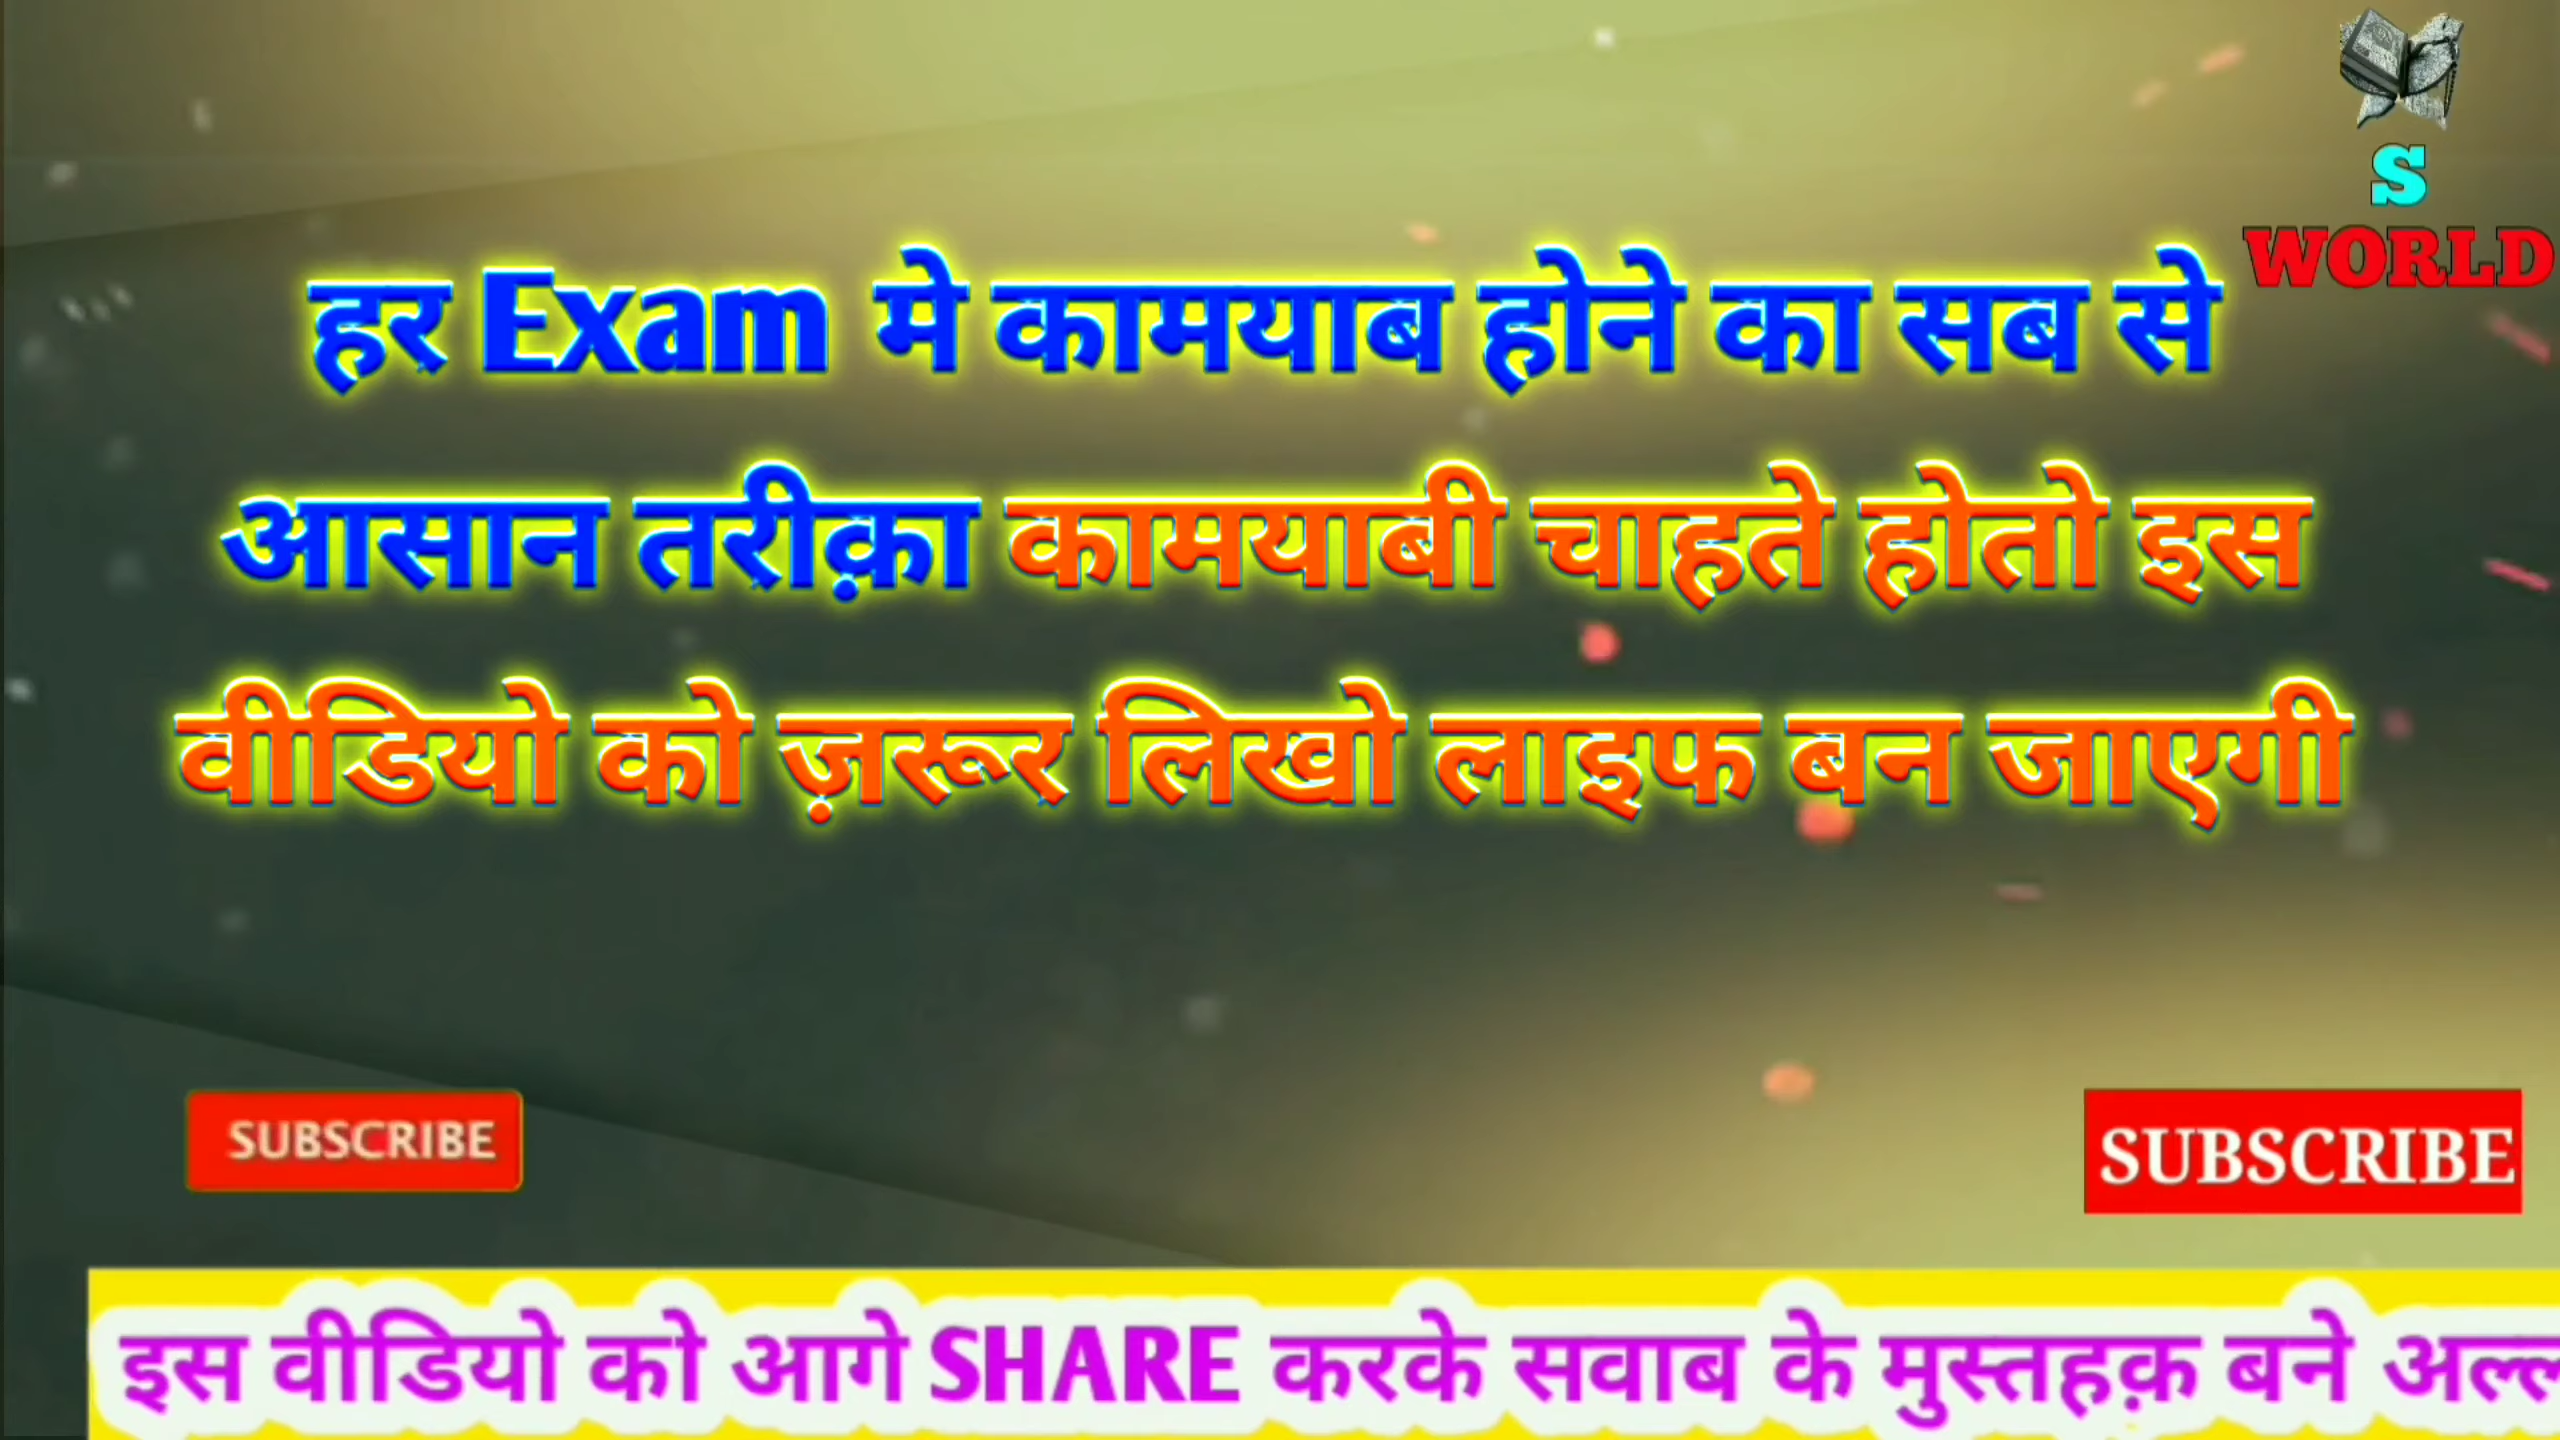 S
WORLD
हर Exam मे कामयाब होने का सब से
आसान तरीक़ा कामयाबी चाहते होतो इस
वीडियो को ज़रूर लिखो लाइफ बन जाएगी
SUBSCRIBE
SUBSCRIBE
इस वीडियो को आगे SHARE करके सवाब के मुस्तहक़ बने